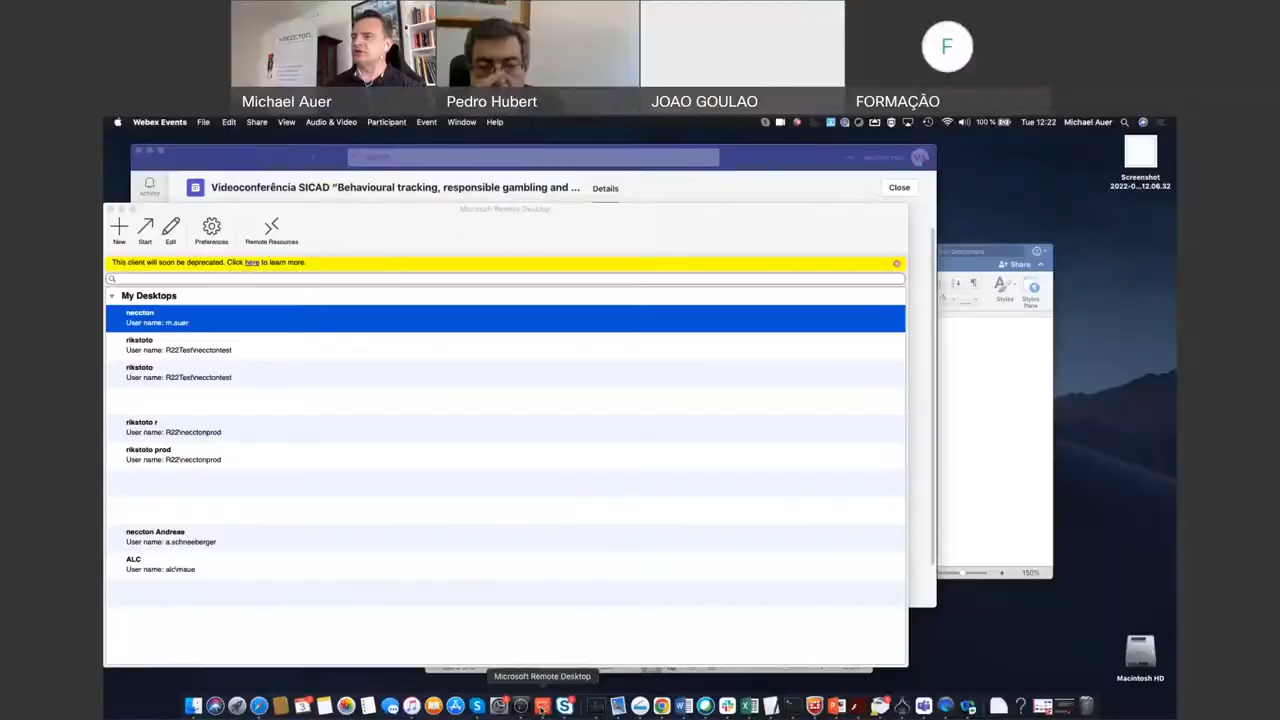 neccton
F
Michael Auer
Pedro Hubert
JOAO GOULAO
FORMAÇÃO
Webex Events File Edit Share View Audio & Video Participant Event Window Help 100 % Tue 12:22 Michael Auer
Screenshot
2022-0...12.06.32
Activity
Videoconferência SICAD "Behavioural tracking, responsible gambling and ...
Details
Close
Microsoft Remote Desktop
New
Start
Edit
Preferences
Remote Resources
This client will soon be deprecated. Click here to learn more.
Share
Styles
Styles
Pane
My Desktops
neccton
User name: m.auer
rikstoto
User name: R22Test\necctontest
rikstoto
User name: R22Test\necctontest
rikstoto r
User name: R22\necctonprod
rikstoto prod
User name: R22\necctonprod
neccton Andreas
User name: a.schneeberger
ALC
User name: alc\maue
150%
Macintosh HD
Microsoft Remote Desktop